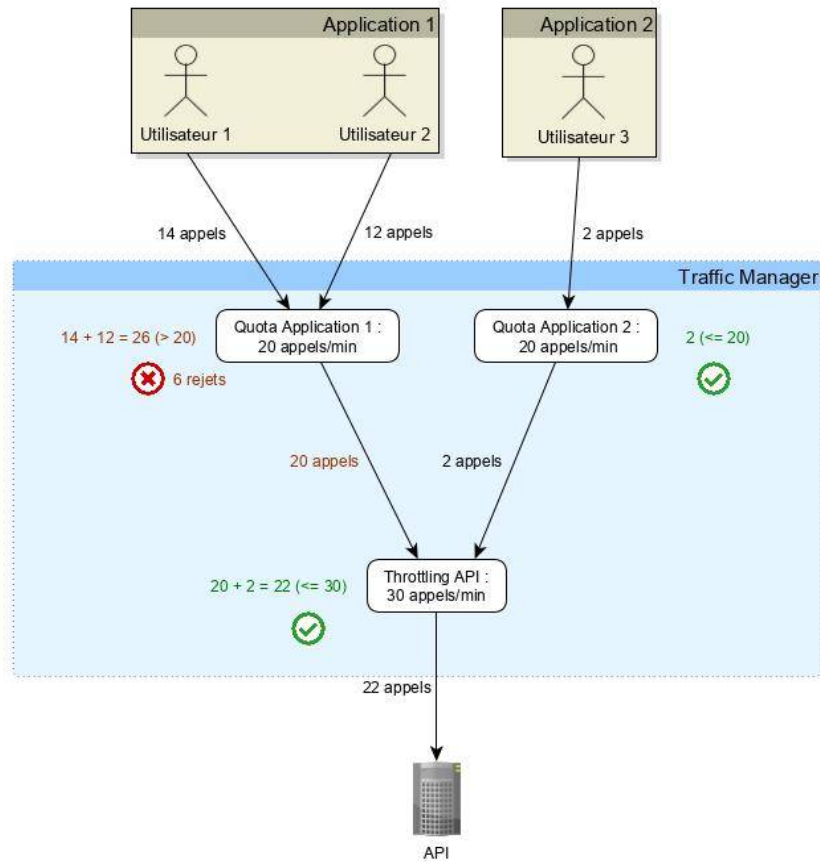 Application 1
Application 2
Utilisateur 1
Utilisateur 2
Utilisateur 3
14 appels
12 appels
2 appels
Traffic Manager
14 + 12 = 26 (> 20)
6 rejets
Quota Application 1 :
20 appels/min
Quota Application 2 :
20 appels/min
2 (<= 20)
20 appels
2 appels
20 + 2 = 22 (<= 30)
Throttling API :
30 appels/min
22 appels
API